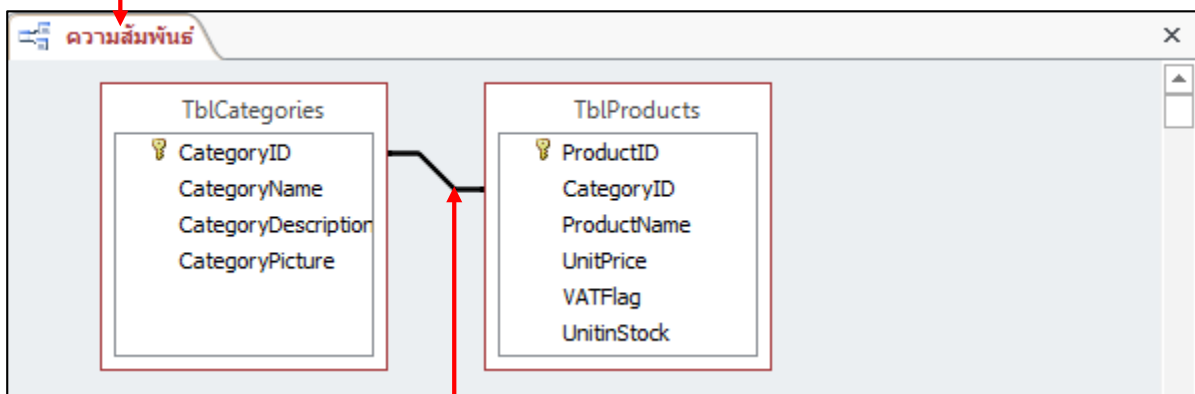 ความสัมพันธ์
TblCategories
CategoryID
CategoryName
CategoryDescription
CategoryPicture
TblProducts
ProductID
CategoryID
ProductName
UnitPrice
VATFlag
UnitinStock